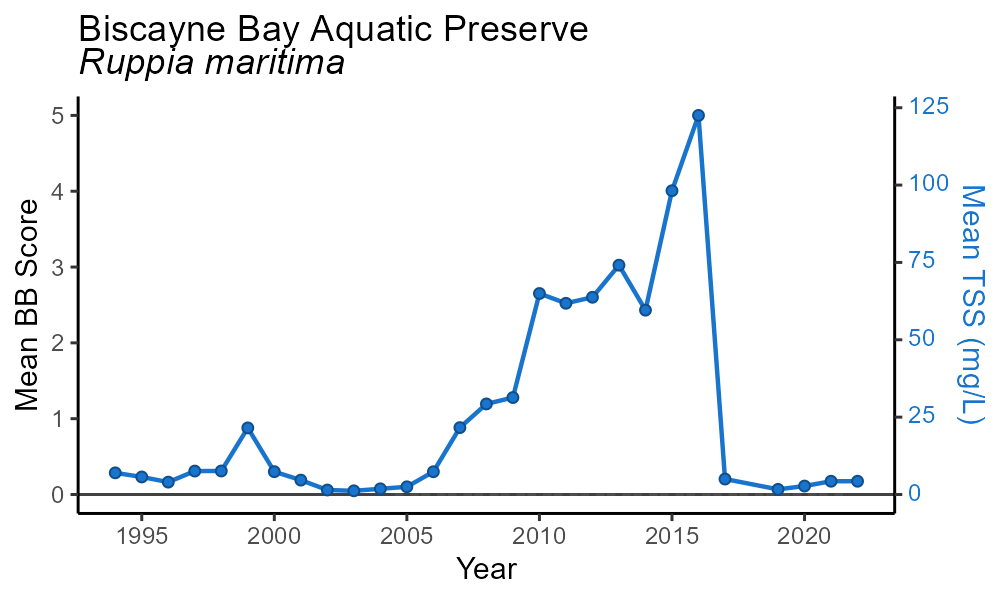 Biscayne Bay Aquatic Preserve
Ruppia maritima
Mean BB Score
5
4
3
2
1
0
125
100
75
50
25
0
Mean TSS (mg/L)
1995 2000 2005 2010 2015 2020
Year